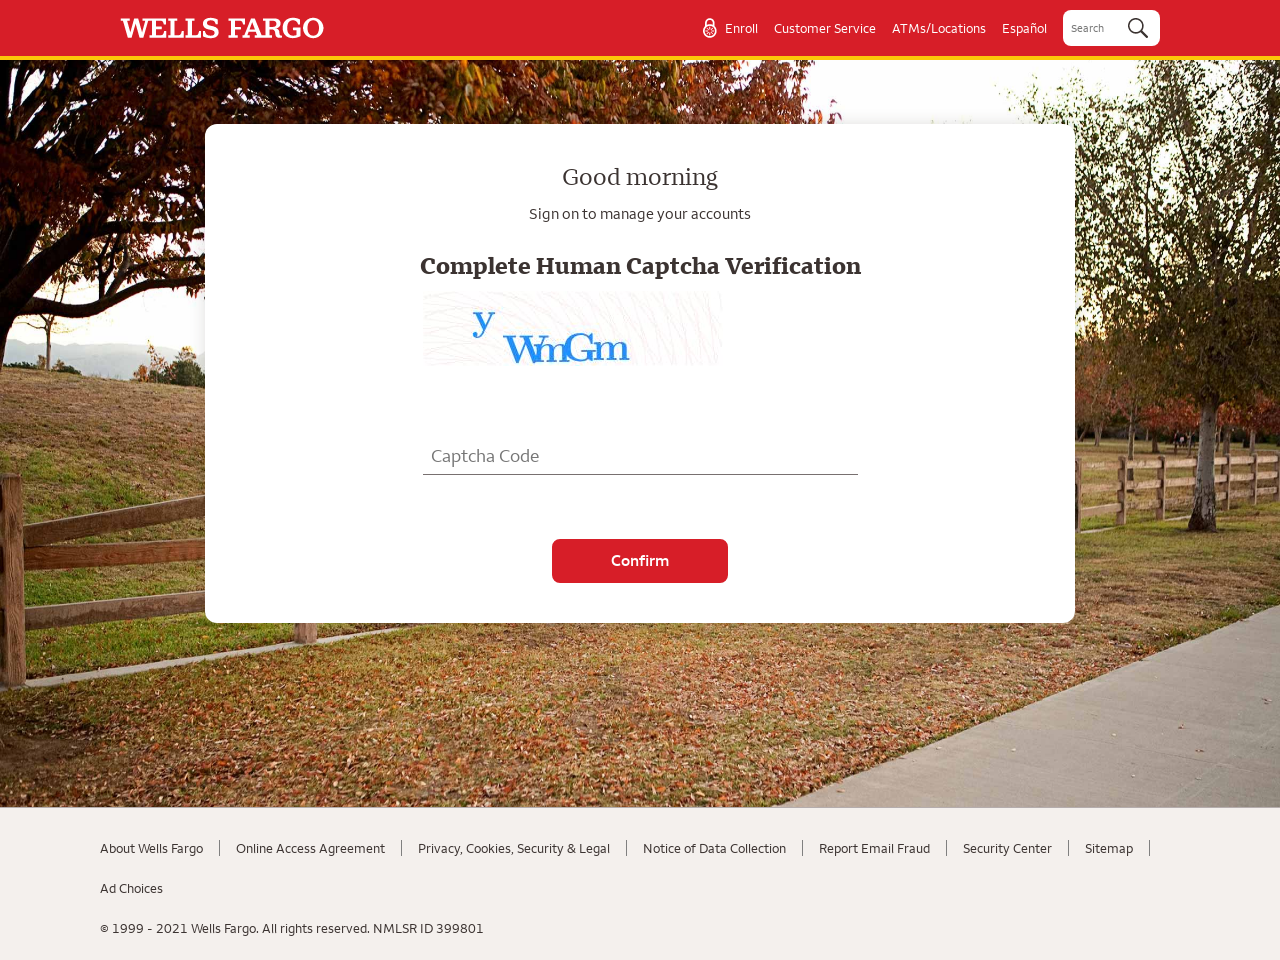 WELLS FARGO
Enroll Customer Service ATMs/Locations Español Search
Good morning
Sign on to manage your accounts
Complete Human Captcha Verification
y
WmGm
Captcha Code
Confirm
About Wells Fargo
Online Access Agreement
Privacy, Cookies, Security & Legal
Notice of Data Collection
Report Email Fraud
Security Center
Sitemap
Ad Choices
© 1999 - 2021 Wells Fargo. All rights reserved. NMLSR ID 399801